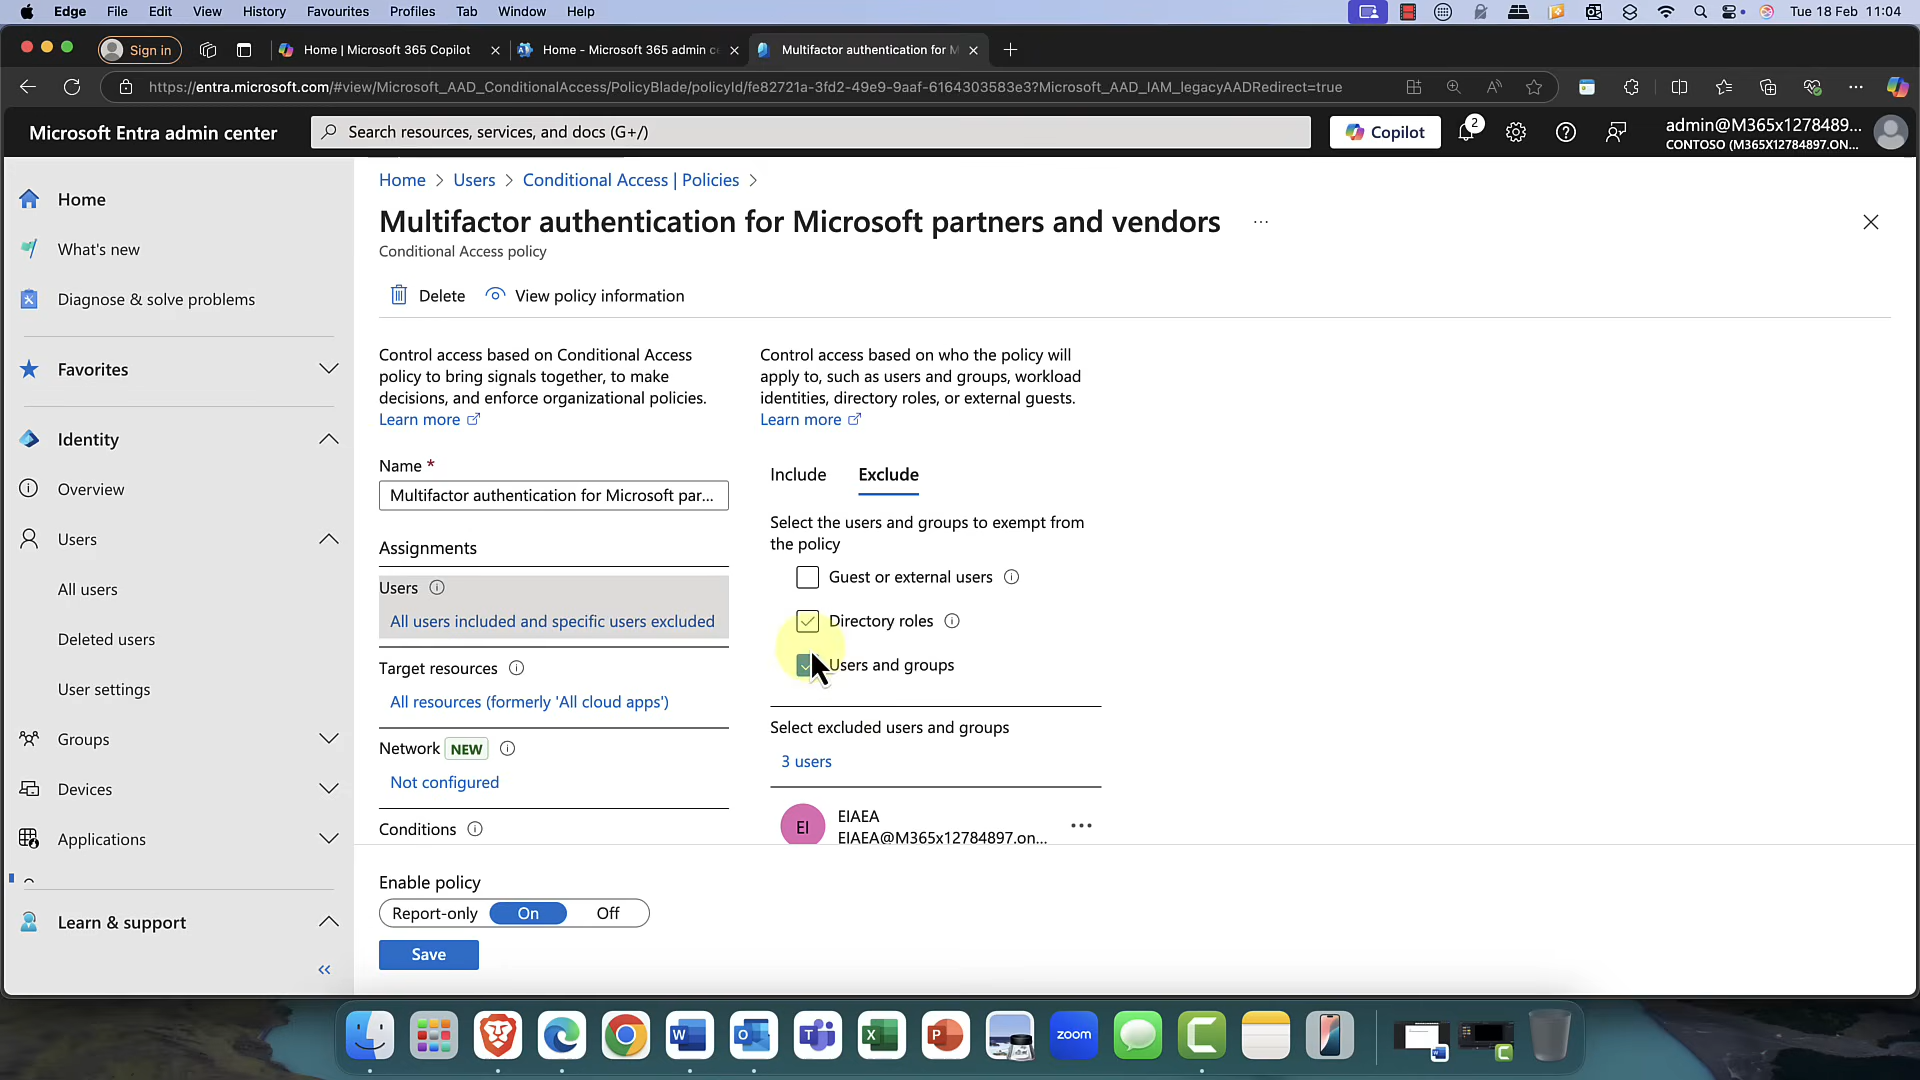 Edge File Edit View History Favourites Profiles Tab Window Help Tue 18 Feb 11:04
Sign in Home | Microsoft 365 Copilot Home - Microsoft 365 admin ce Multifactor authentication for M
https://entra.microsoft.com/#view/Microsoft_AAD_ConditionalAccess/PolicyBlade/policyId/fe82721a-3fd2-49e9-9aaf-6164303583e3?Microsoft_AAD_IAM_legacyAADRedirect=true
Microsoft Entra admin center Search resources, services, and docs (G+/) Copilot 2 admin@M365x1278489...
CONTOSO (M365X12784897.ON...
Home
What's new
Diagnose & solve problems
Favorites
Identity
Overview
Users
All users
Deleted users
User settings
Groups
Devices
Applications
Learn & support
Home > Users > Conditional Access | Policies >
Multifactor authentication for Microsoft partners and vendors ...
Conditional Access policy
Delete View policy information
Control access based on Conditional Access
policy to bring signals together, to make
decisions, and enforce organizational policies.
Learn more
Name *
Multifactor authentication for Microsoft par...
Assignments
Users
All users included and specific users excluded
Target resources
All resources (formerly 'All cloud apps')
Network NEW
Not configured
Conditions
Control access based on who the policy will
apply to, such as users and groups, workload
identities, directory roles, or external guests.
Learn more
Include Exclude
Select the users and groups to exempt from
the policy
Guest or external users
Directory roles
Users and groups
Select excluded users and groups
3 users
EI EIAEA
EIAEA@M365x12784897.on...
Enable policy
Report-only On Off
Save
zoom